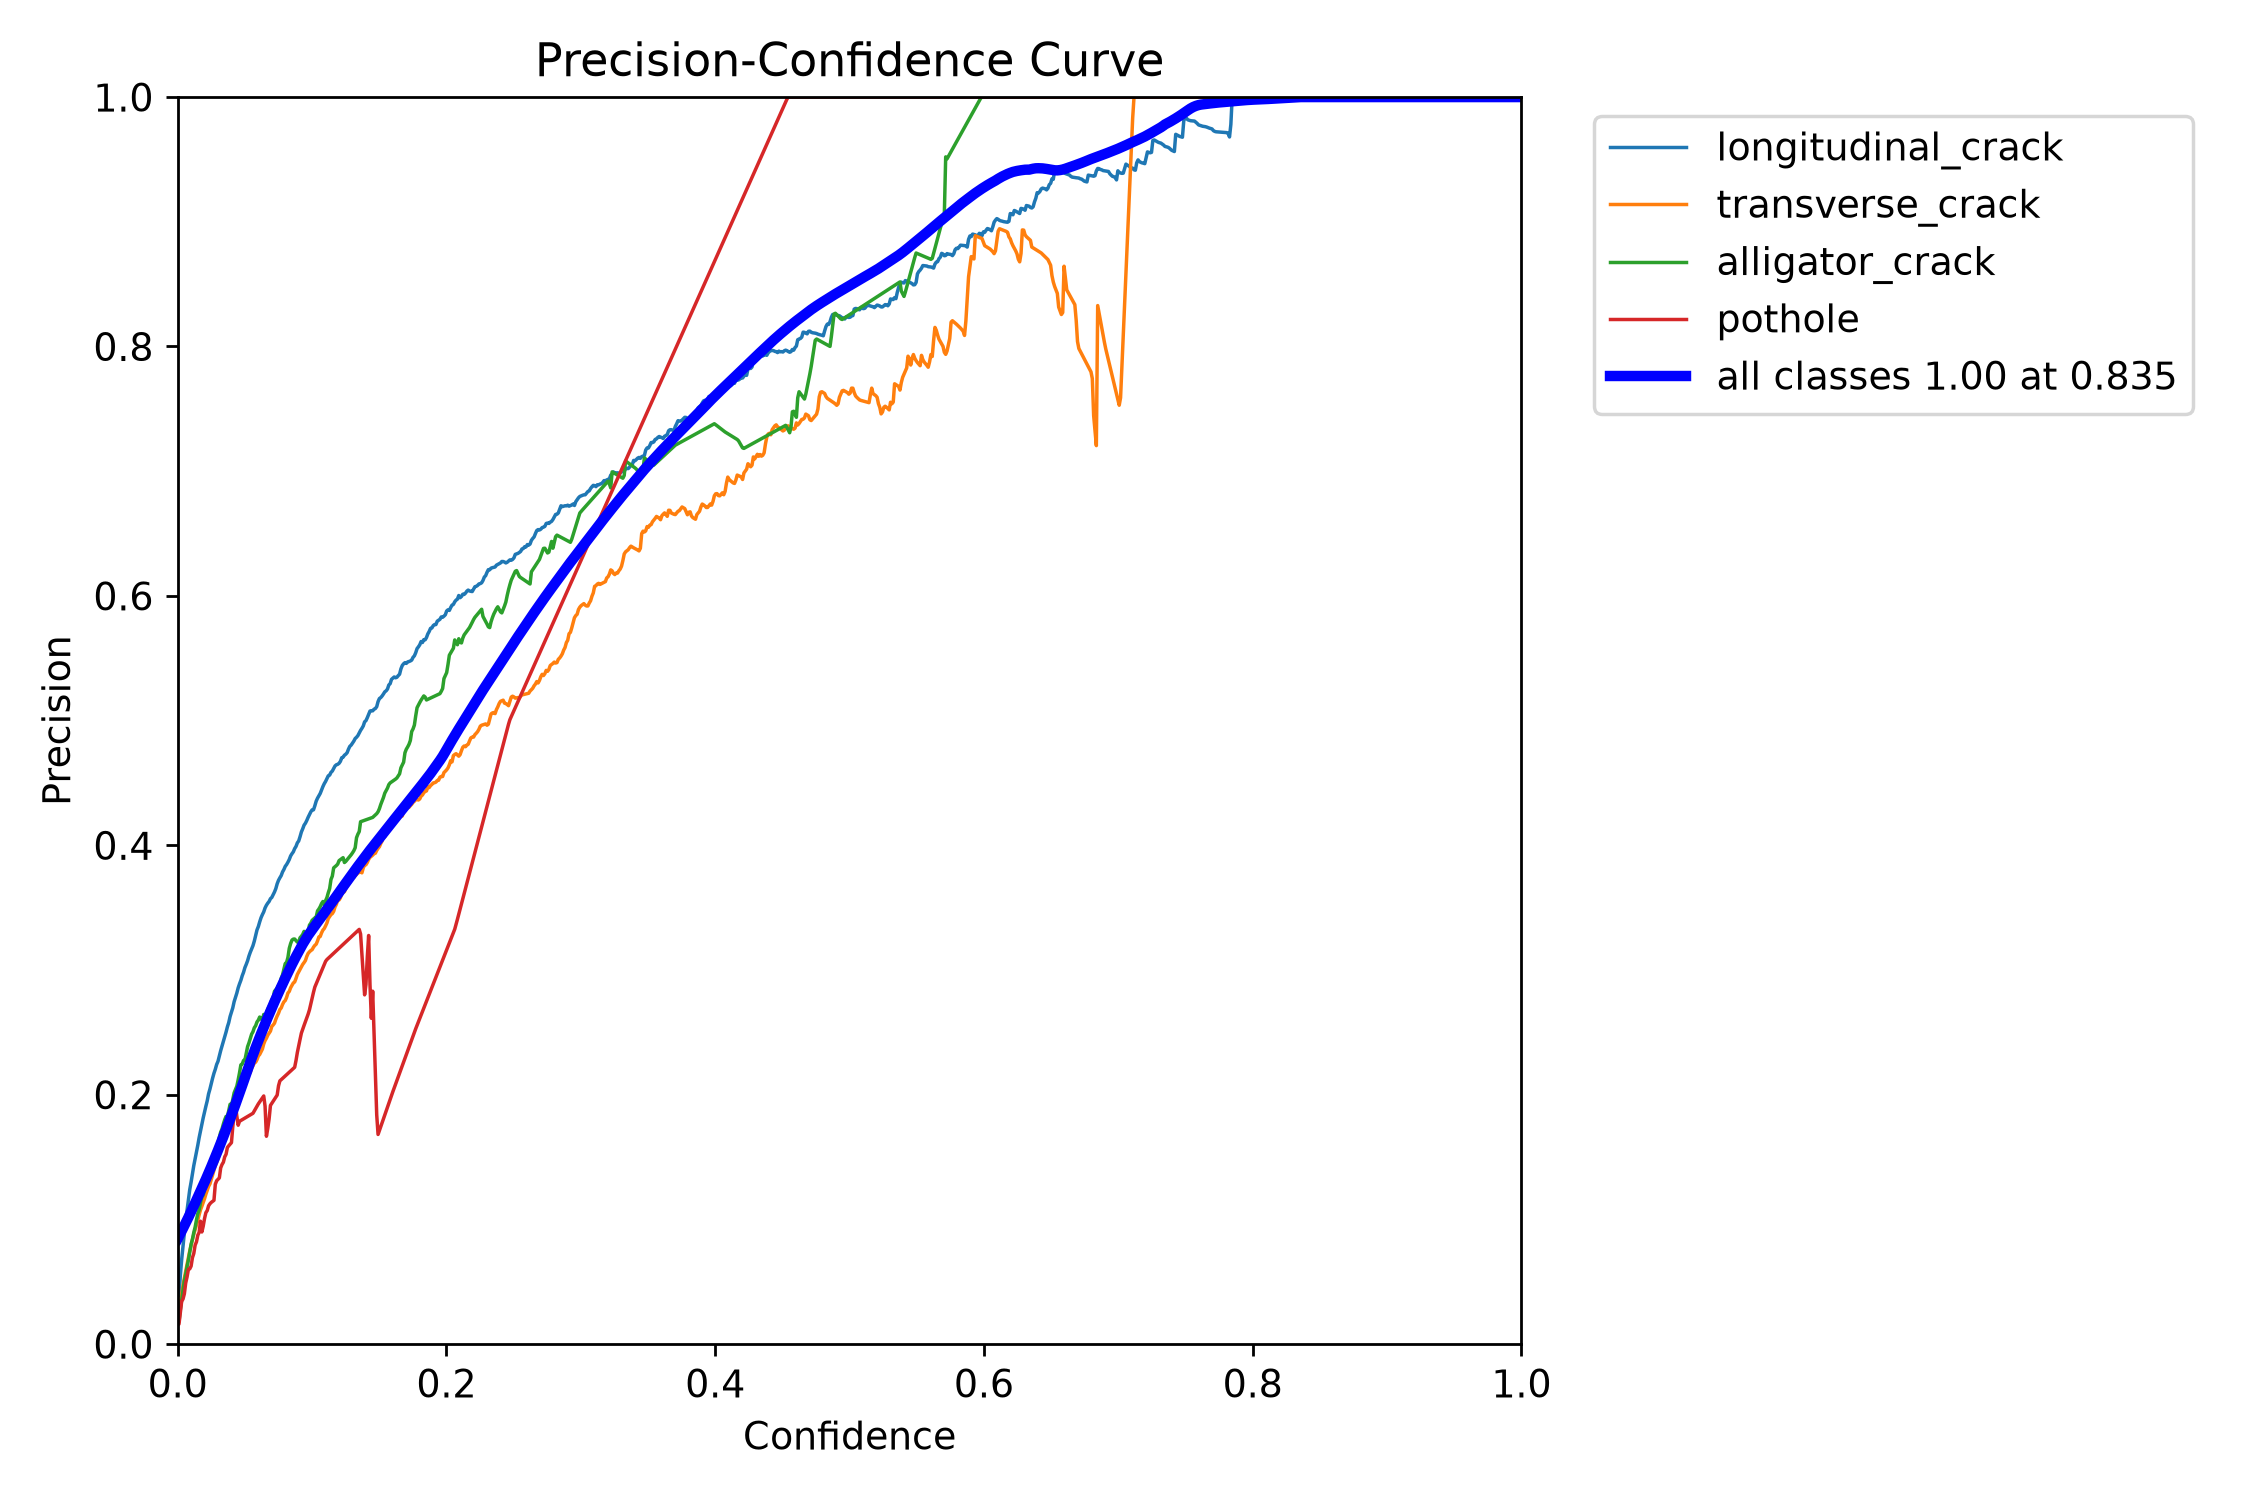 Precision-Confidence Curve
1.0
0.8
0.6
0.4
0.2
0.0
Precision
0.0 0.2 0.4 0.6 0.8 1.0
Confidence
longitudinal_crack
transverse_crack
alligator_crack
pothole
all classes 1.00 at 0.835